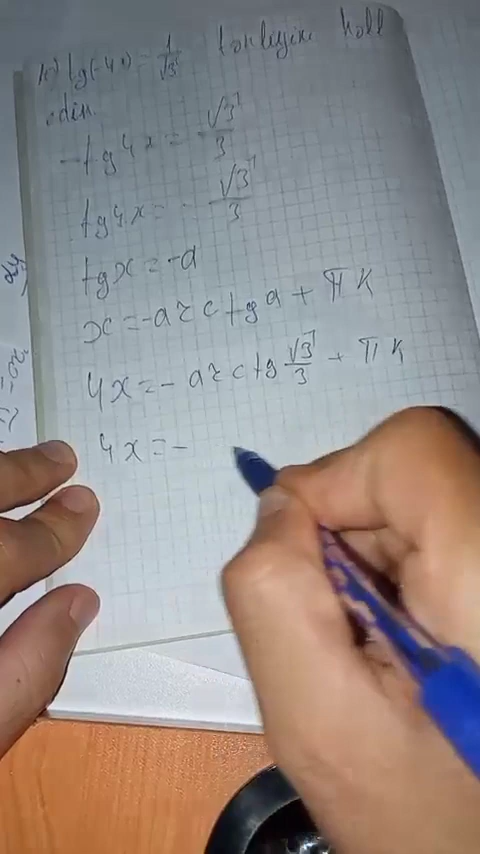 tg(-4x) = 1/√3 tənliyini həll
edin.
-tg4x = √3/3
tg4x = -√3/3
tgx = -a
x = -arctga + πk
4x = -arctg √3/3 + πk
4x = -